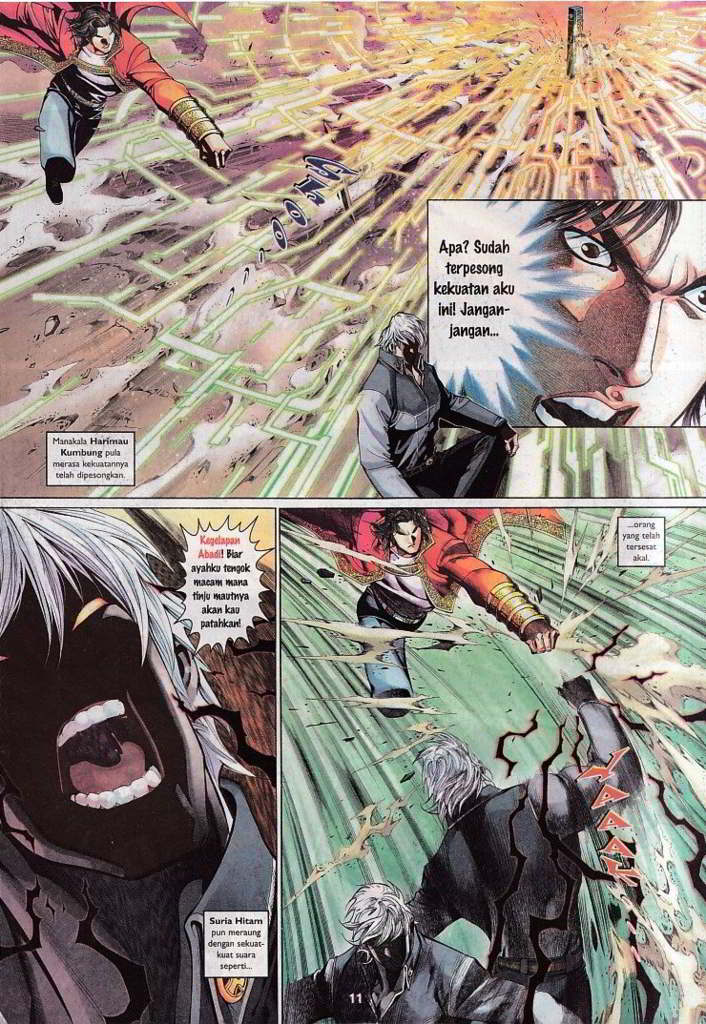 SYOOO
Apa? Sudah
terpesong
kekuatan aku
ini! Jangan-
jangan...
Manakala Harimau
Kumbung pula
merasa kekuatannya
telah dipesongkan.
Kegelapan
Abadi! Biar
ayahku tengok
macam mana
tinju mautnya
akan kau
patahkan!
Suria Hitam
pun meraung
dengan sekuat-
kuat suara
seperti...
...orang
yang telah
tersesat
akal.
YAAAA
11